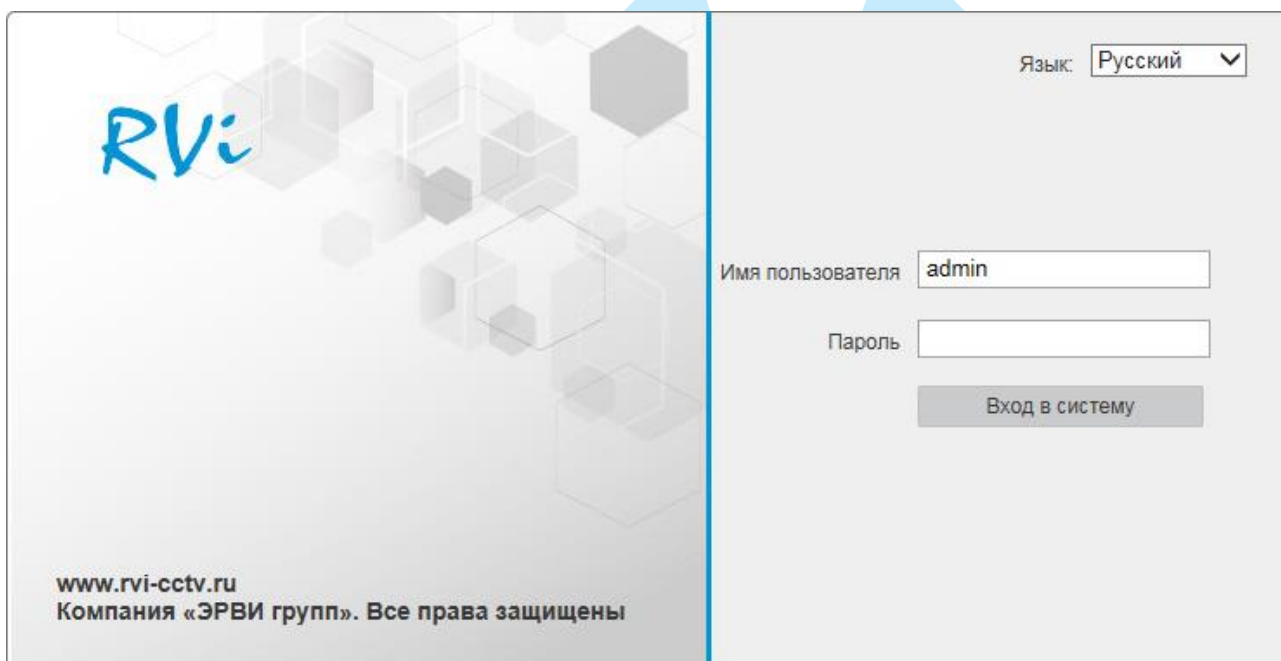 RVi
www.rvi-cctv.ru
Компания «ЭРВИ групп». Все права защищены
Язык: Русский
Имя пользователя admin
Пароль
Вход в систему